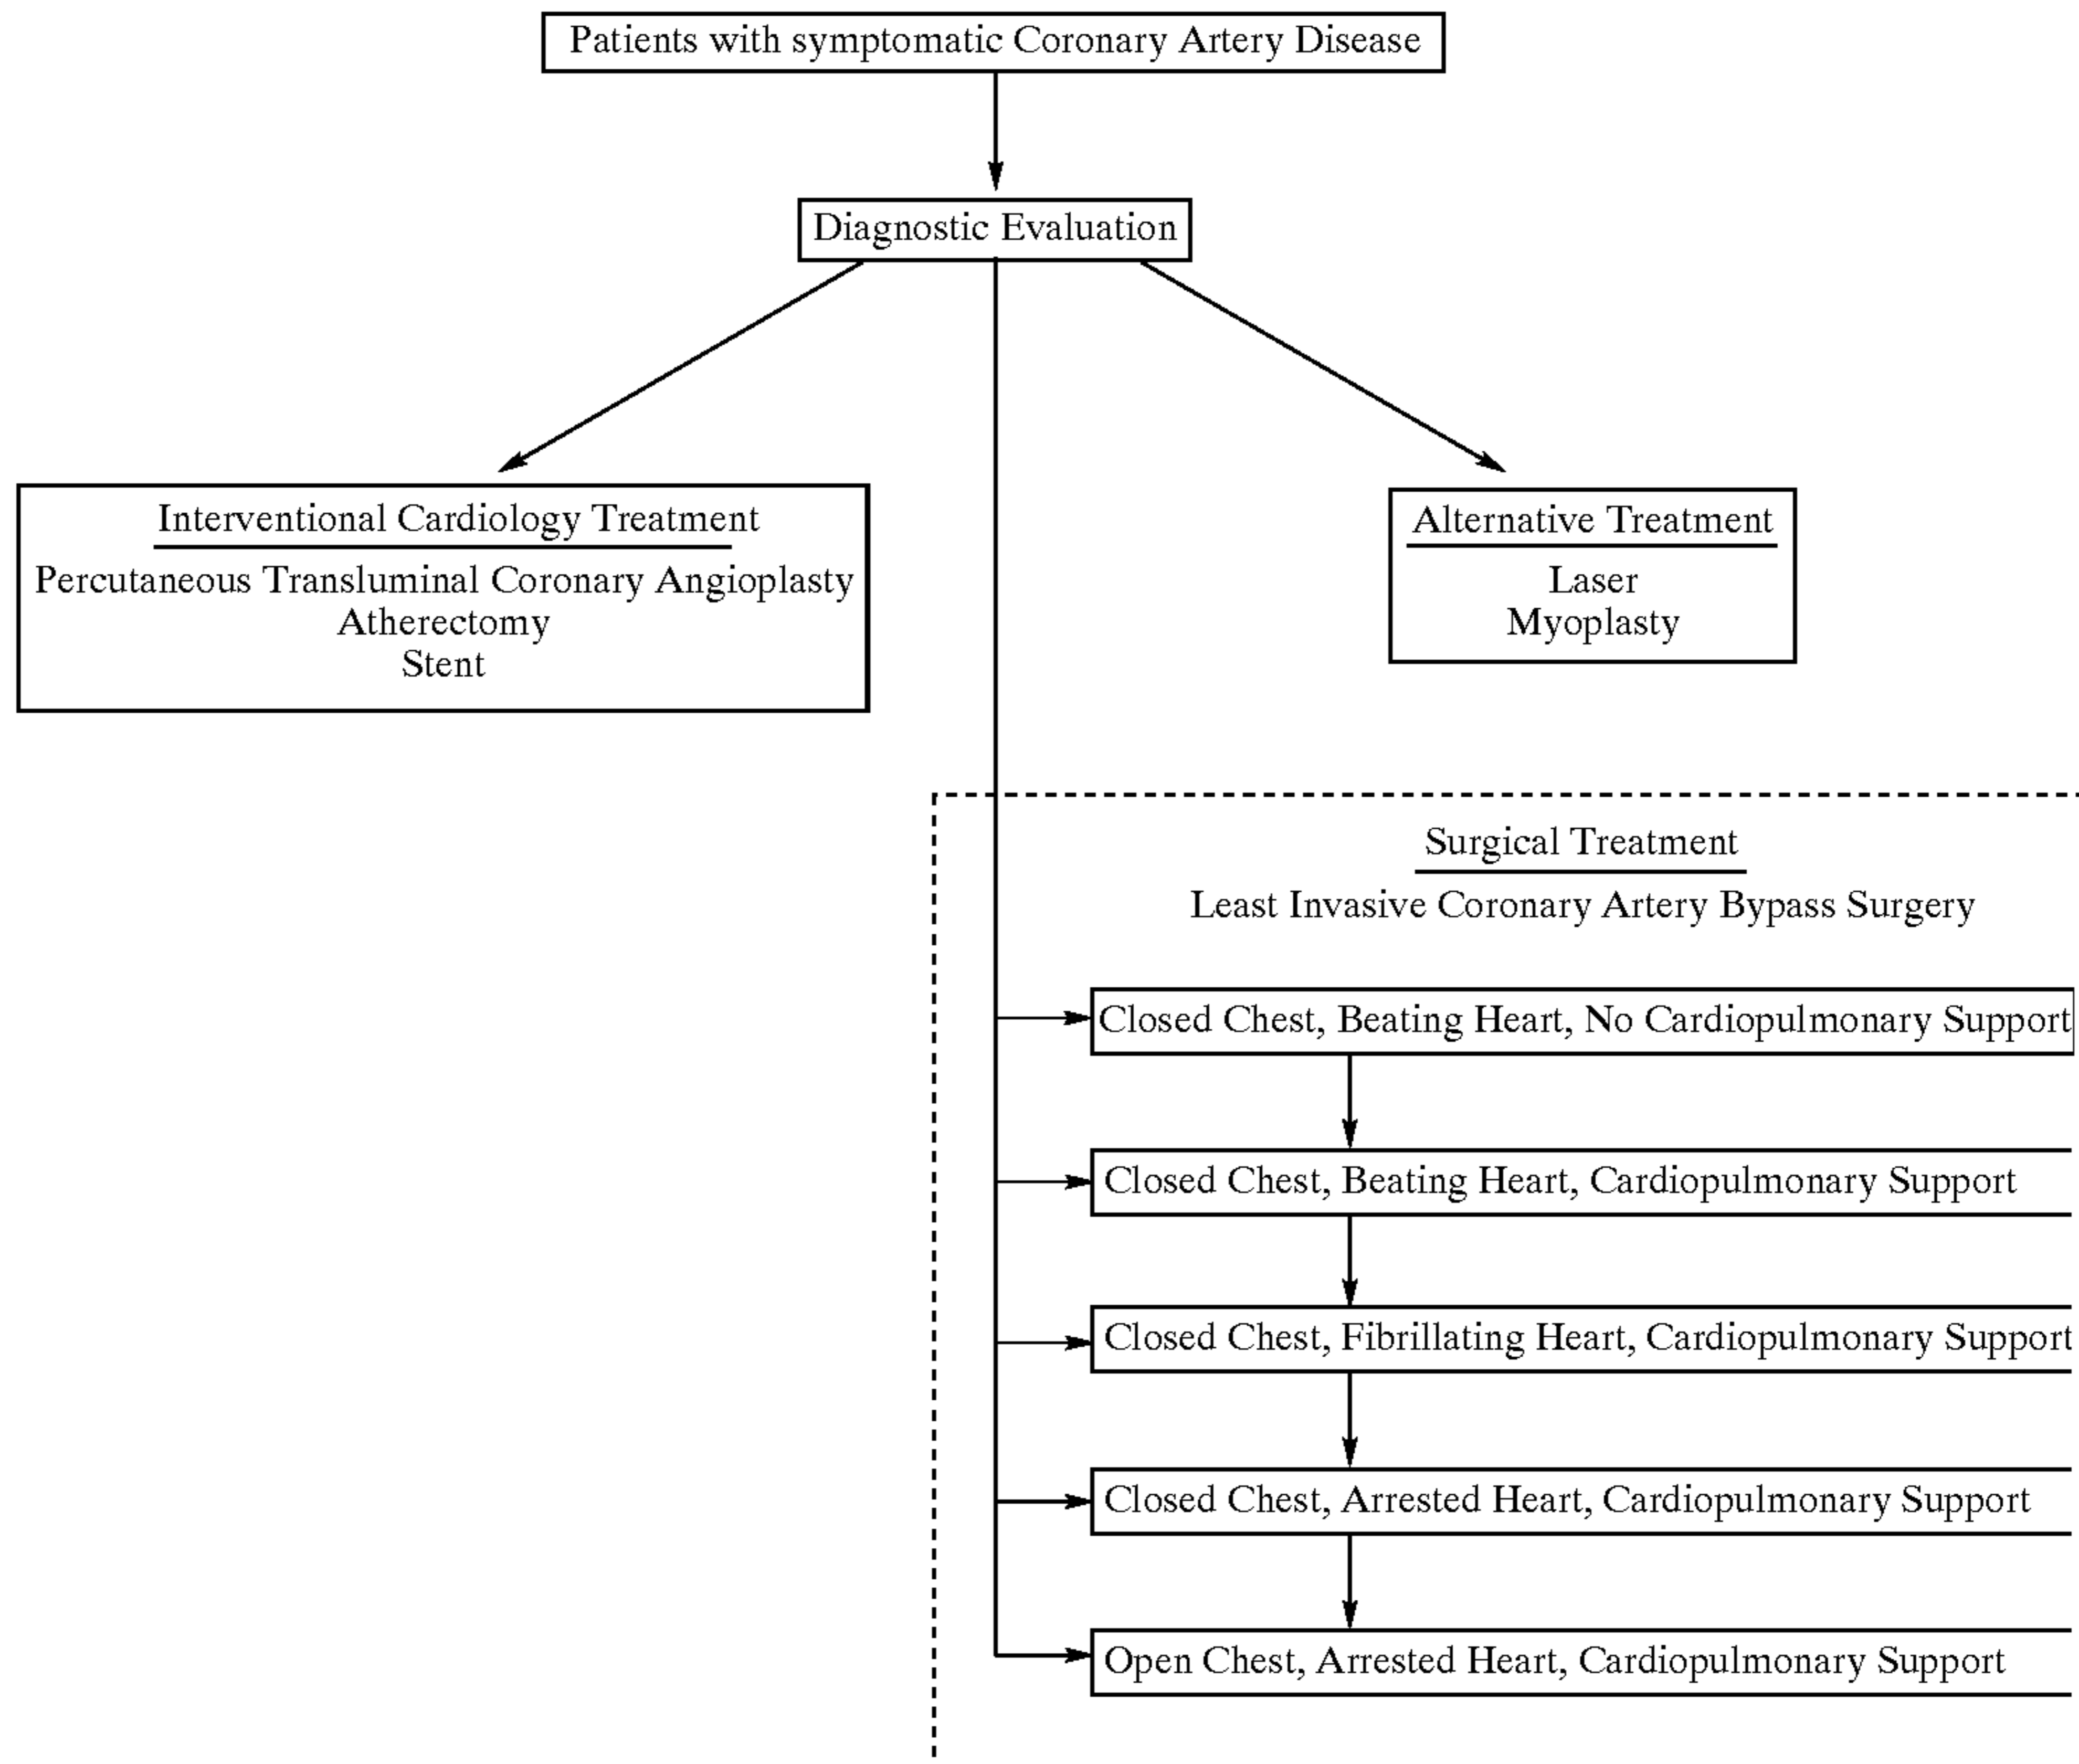 Patients with symptomatic Coronary Artery Disease
Diagnostic Evaluation
Interventional Cardiology Treatment
Percutaneous Transluminal Coronary Angioplasty
Atherectomy
Stent
Alternative Treatment
Laser
Myoplasty
Surgical Treatment
Least Invasive Coronary Artery Bypass Surgery
Closed Chest, Beating Heart, No Cardiopulmonary Support
Closed Chest, Beating Heart, Cardiopulmonary Support
Closed Chest, Fibrillating Heart, Cardiopulmonary Support
Closed Chest, Arrested Heart, Cardiopulmonary Support
Open Chest, Arrested Heart, Cardiopulmonary Support